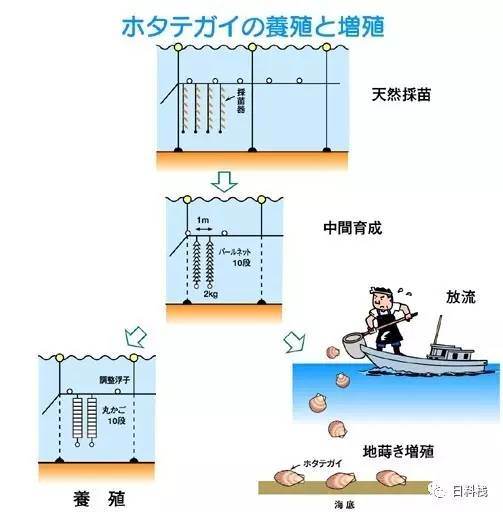 ホタテガイの養殖と増殖
採苗器
天然採苗
1m
パールネット
10段
2kg
中間育成
放流
調整浮子
丸かご
10段
養殖
地蒔き増殖
ホタテガイ
海底
日料栈